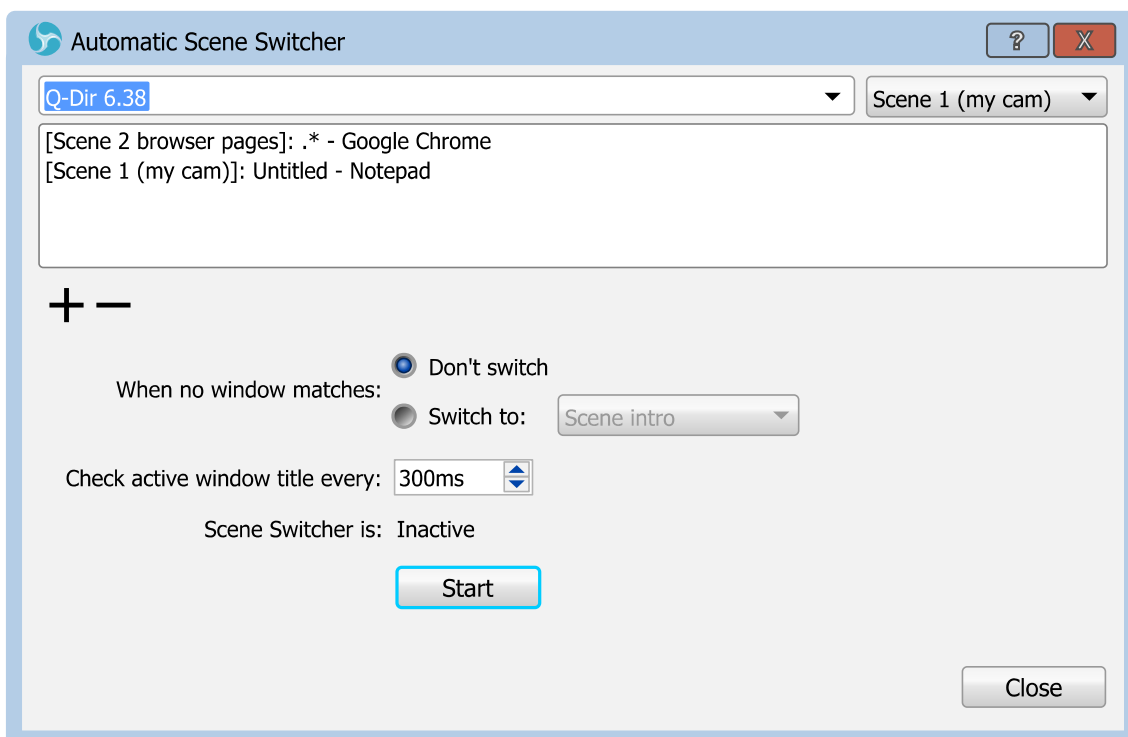 Automatic Scene Switcher
? X
Q-Dir 6.38
Scene 1 (my cam)
[Scene 2 browser pages]: .* - Google Chrome
[Scene 1 (my cam)]: Untitled - Notepad
When no window matches:
Don't switch
Switch to:
Scene intro
Check active window title every: 300ms
Scene Switcher is: Inactive
Start
Close